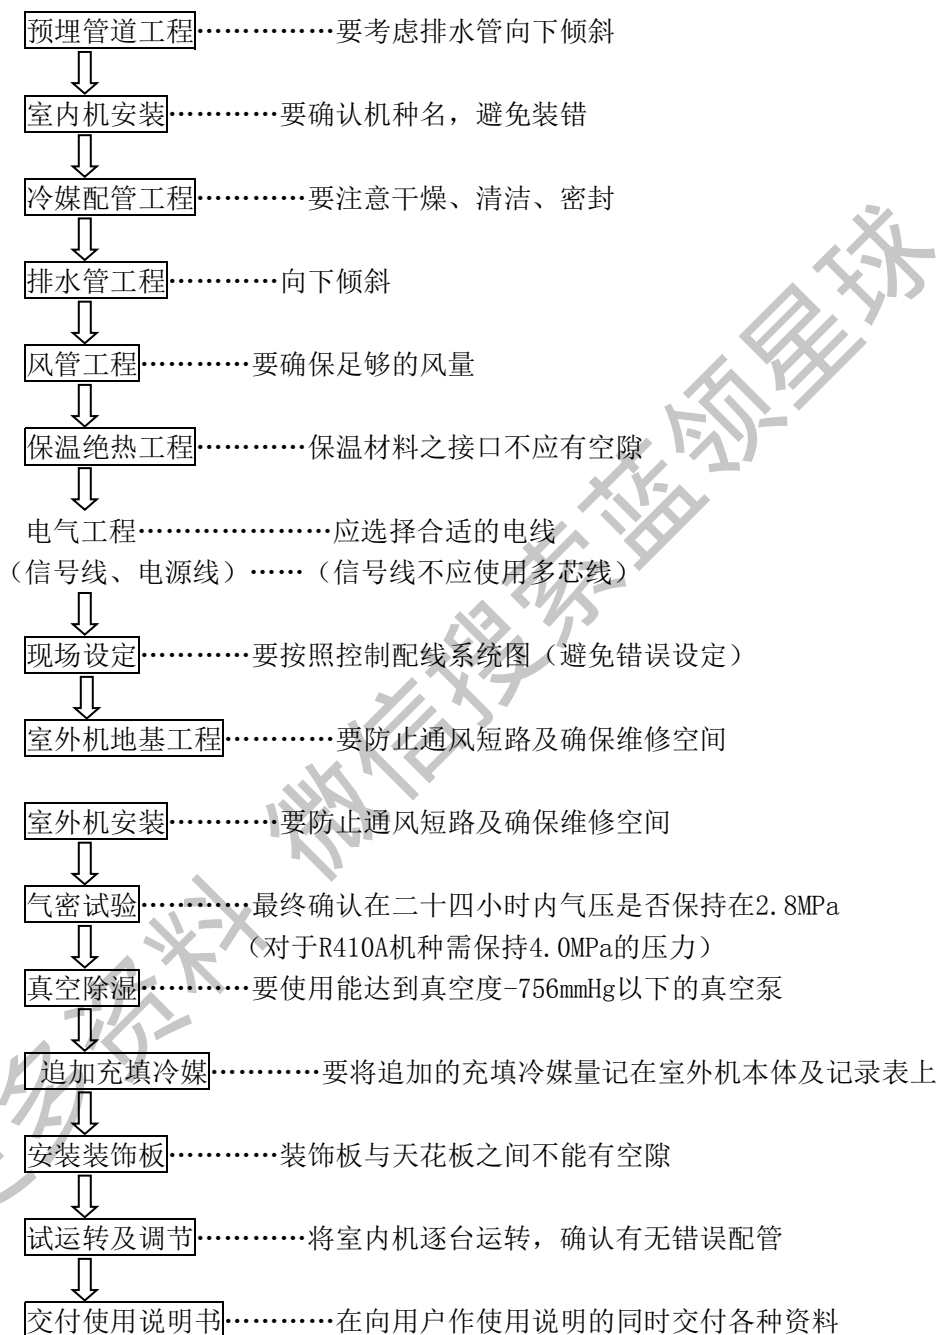 预埋管道工程……………要考虑排水管向下倾斜
室内机安装…………要确认机种名，避免装错
冷媒配管工程…………要注意干燥、清洁、密封
排水管工程…………向下倾斜
风管工程…………要确保足够的风量
保温绝热工程…………保温材料之接口不应有空隙
电气工程…………………应选择合适的电线
（信号线、电源线）……（信号线不应使用多芯线）
现场设定…………要按照控制配线系统图（避免错误设定）
室外机地基工程…………要防止通风短路及确保维修空间
室外机安装…………要防止通风短路及确保维修空间
气密试验…………最终确认在二十四小时内气压是否保持在2.8MPa
（对于R410A机种需保持4.0MPa的压力）
真空除湿…………要使用能达到真空度-756mmHg以下的真空泵
追加充填冷媒…………要将追加的充填冷媒量记在室外机本体及记录表上
安装装饰板…………装饰板与天花板之间不能有空隙
试运转及调节…………将室内机逐台运转，确认有无错误配管
交付使用说明书…………在向用户作使用说明的同时交付各种资料
多资料 微信搜索蓝领星球